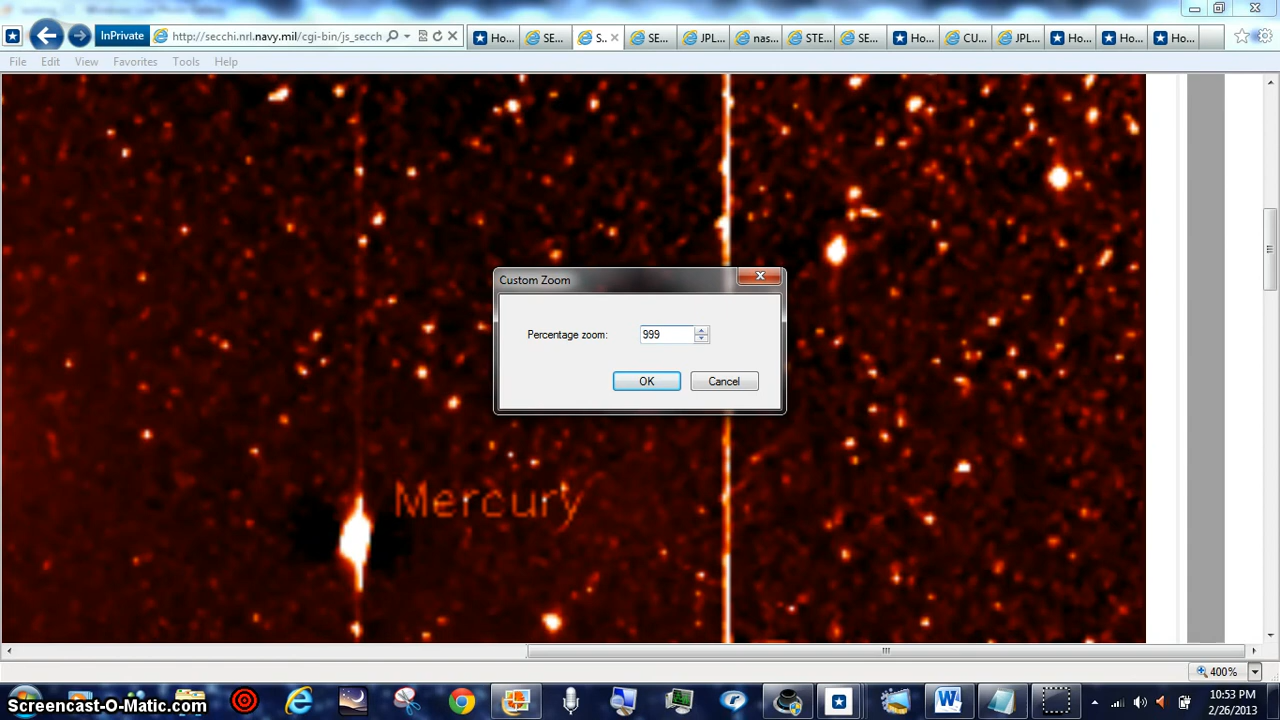 InPrivate
http://secchi.nrl.navy.mil/cgi-bin/js_secch
Ho...
SE...
S...
SE...
JPL...
nas...
STE...
SE...
Ho...
CU...
JPL...
Ho...
Ho...
Ho...
File Edit View Favorites Tools Help
Custom Zoom
Percentage zoom: 999
OK Cancel
Mercury
400%
Screencast-O-Matic.com
10:53 PM
2/26/2013